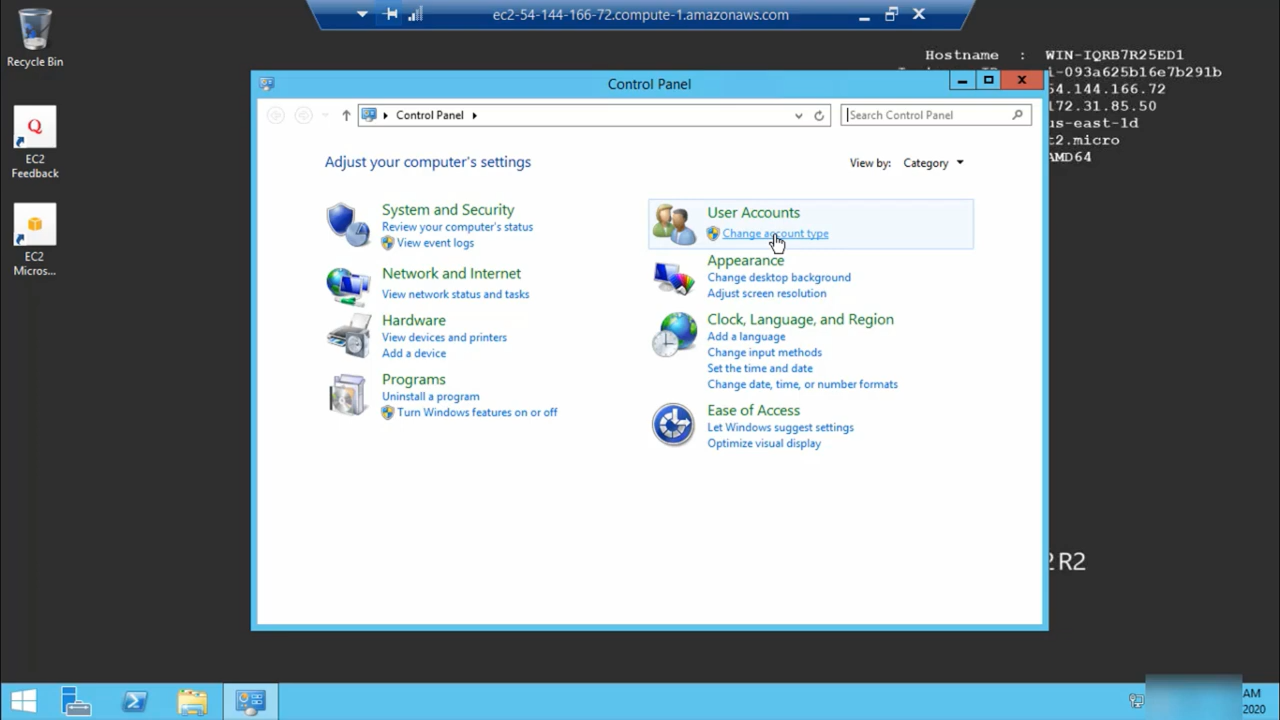 ec2-54-144-166-72.compute-1.amazonaws.com
Recycle Bin
EC2
Feedback
EC2
Micros...
Hostname : WIN-IQRB7R25ED1
i-093a625b16e7b291b
54.144.166.72
172.31.85.50
us-east-1d
t2.micro
AMD64
2 R2
Control Panel
Control Panel
Search Control Panel
Adjust your computer's settings
View by: Category
System and Security
Review your computer's status
View event logs
Network and Internet
View network status and tasks
Hardware
View devices and printers
Add a device
Programs
Uninstall a program
Turn Windows features on or off
User Accounts
Change account type
Appearance
Change desktop background
Adjust screen resolution
Clock, Language, and Region
Add a language
Change input methods
Set the time and date
Change date, time, or number formats
Ease of Access
Let Windows suggest settings
Optimize visual display
AM
2020